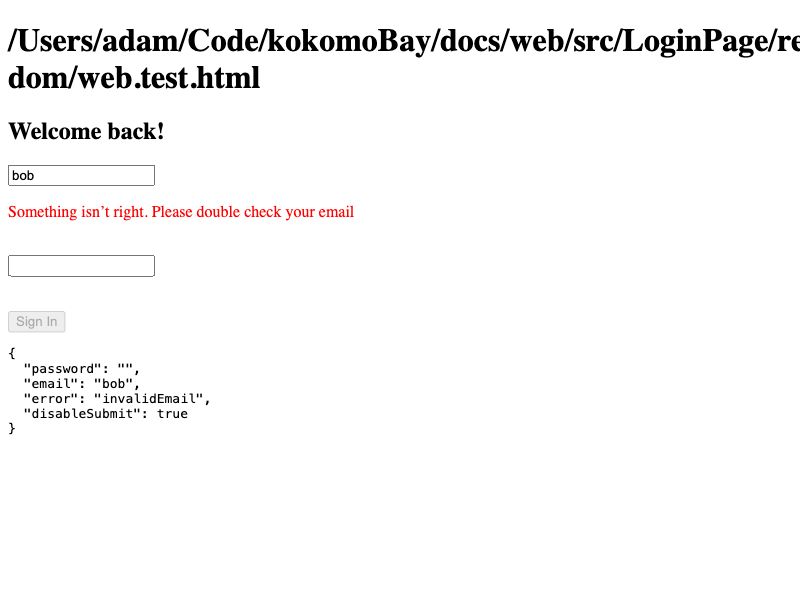 /Users/adam/Code/kokomoBay/docs/web/src/LoginPage/re
dom/web.test.html
Welcome back!
bob
Something isn’t right. Please double check your email
Sign In
{
  "password": "",
  "email": "bob",
  "error": "invalidEmail",
  "disableSubmit": true
}